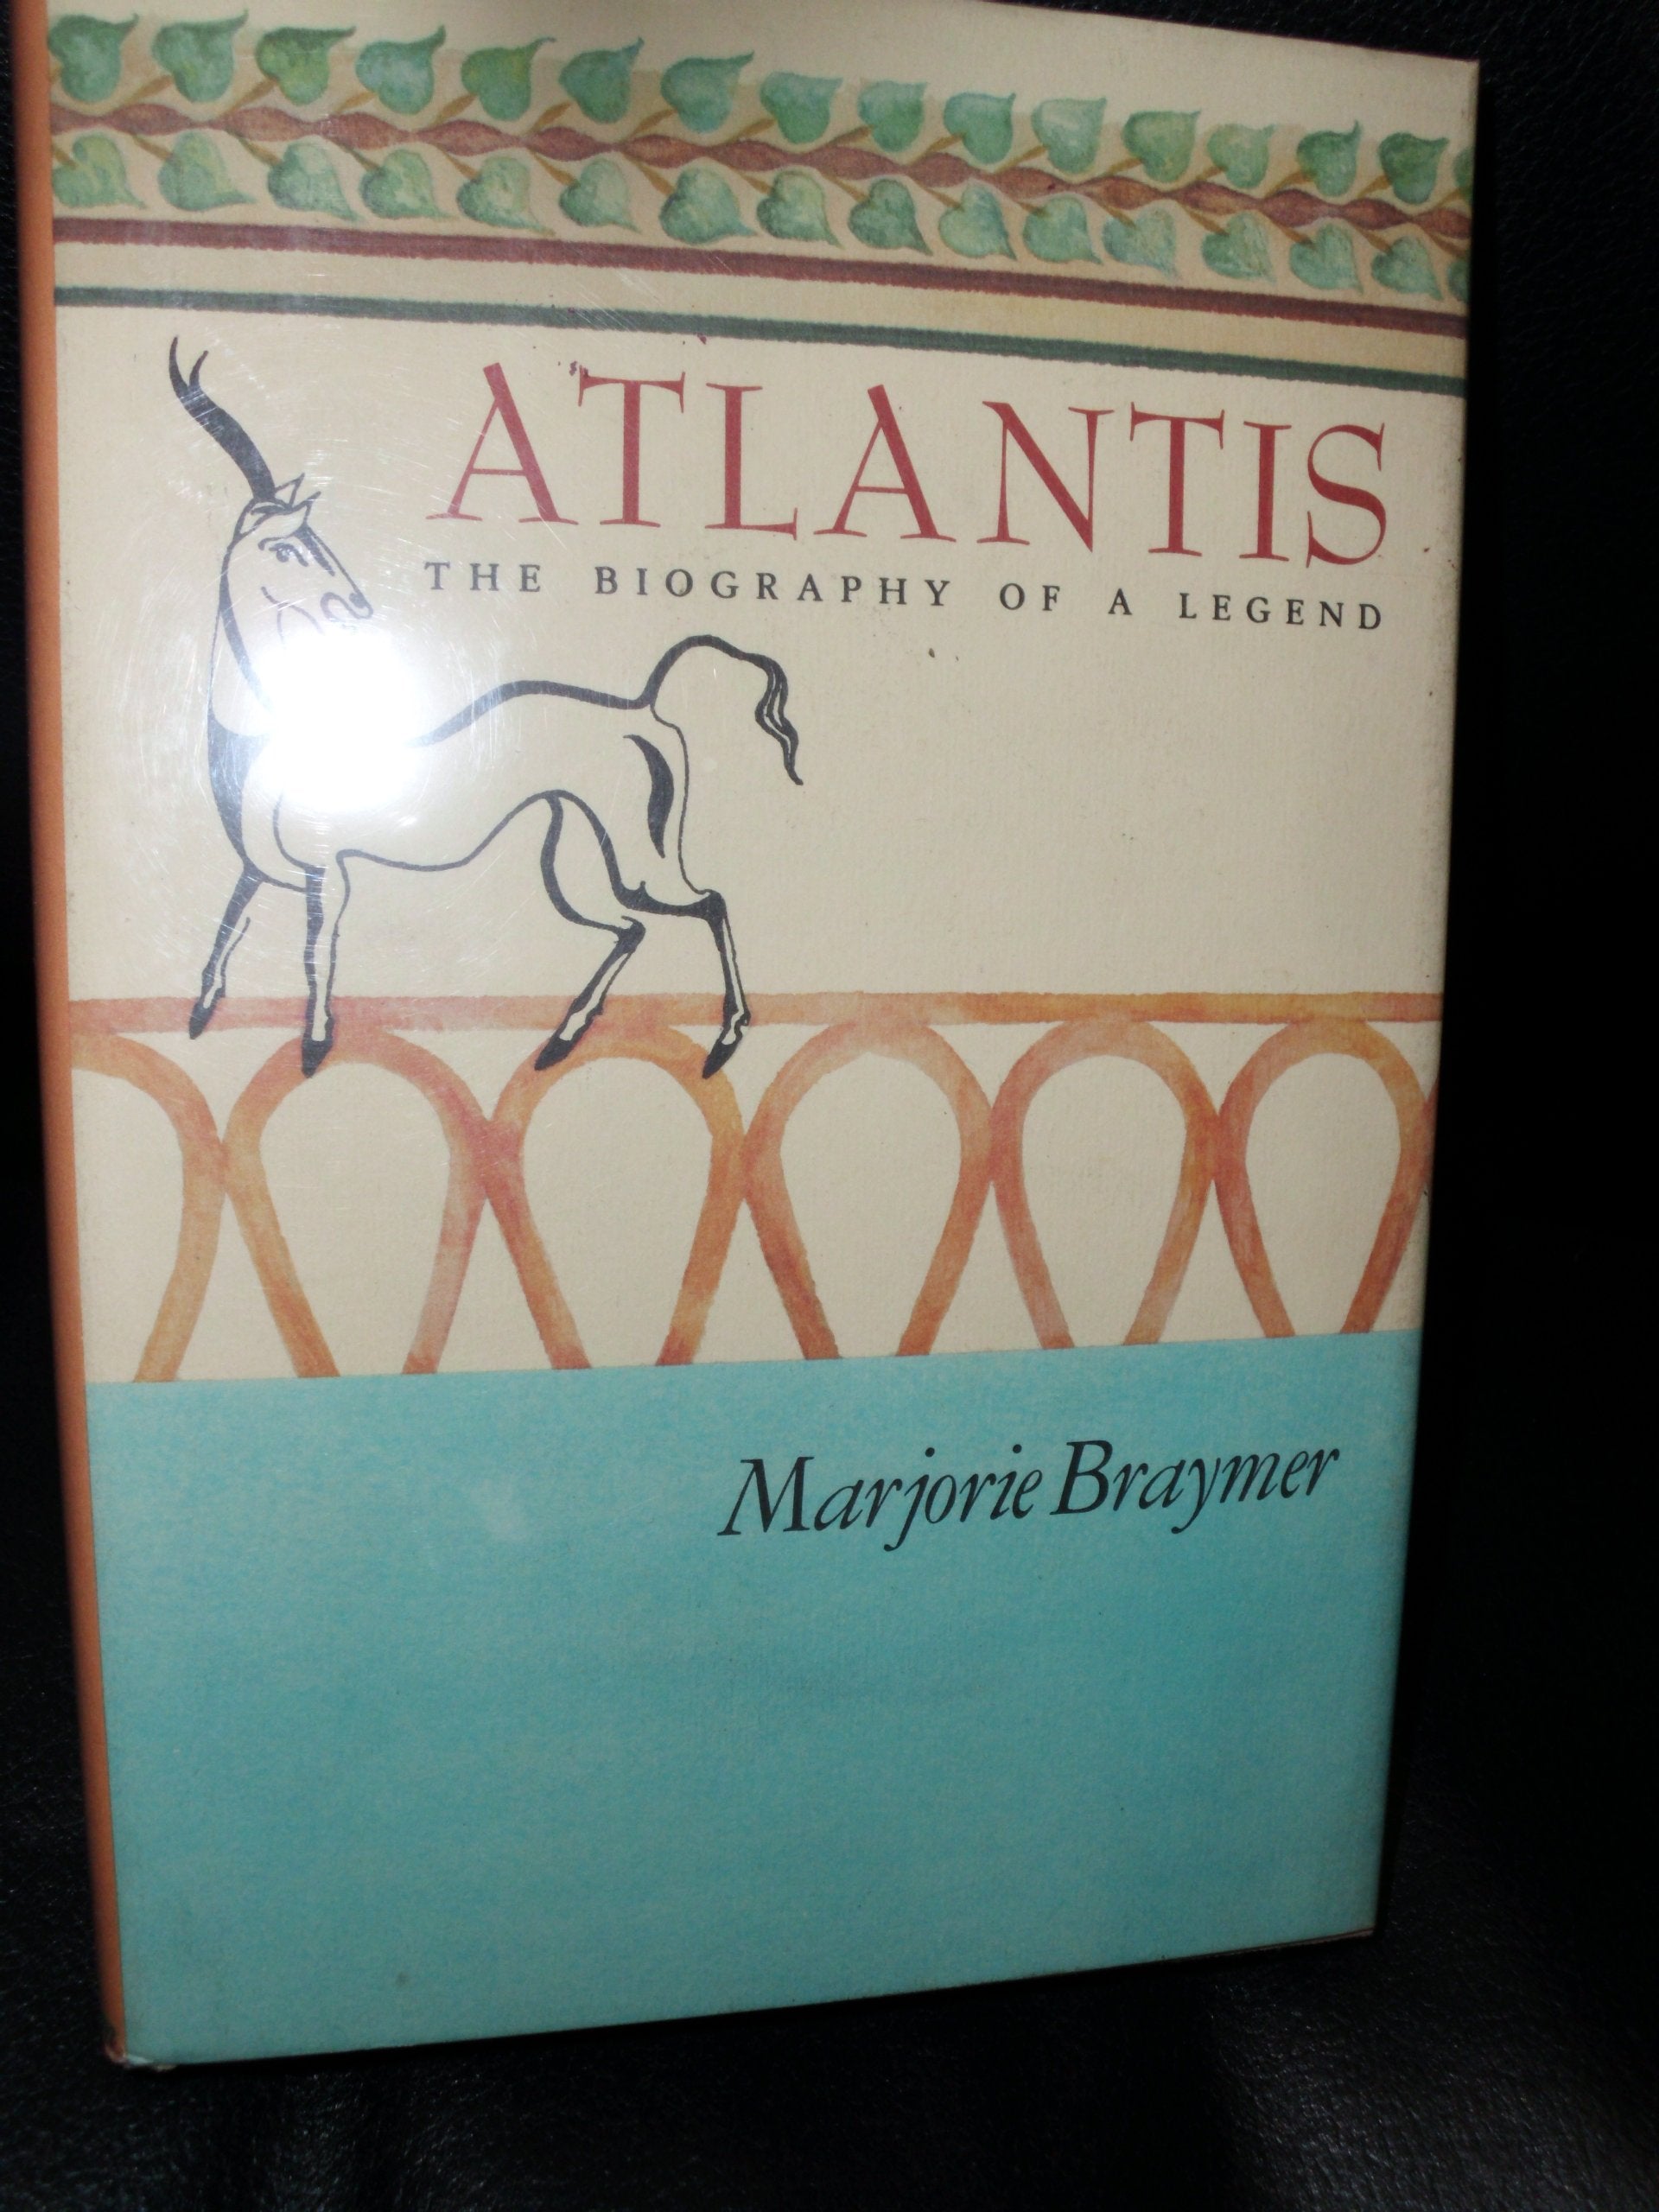 ATLANTIS
THE BIOGRAPHY OF A LEGEND
Marjorie Braymer